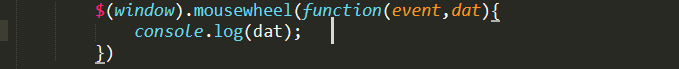 $(window).mousewheel(function(event,dat){
console.log(dat);
})